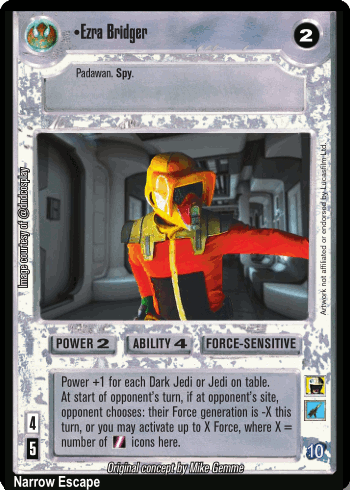 •Ezra Bridger
2
Padawan. Spy.
Image courtesy of @dndcosplay
Artwork not affiliated or endorsed by Lucasfilm Ltd.
POWER 2
ABILITY 4
FORCE-SENSITIVE
Power +1 for each Dark Jedi or Jedi on table.
At start of opponent's turn, if at opponent's site,
opponent chooses: their Force generation is -X this
turn, or you may activate up to X Force, where X =
number of icons here.
4
5
10
Original concept by Mike Gemme
Narrow Escape